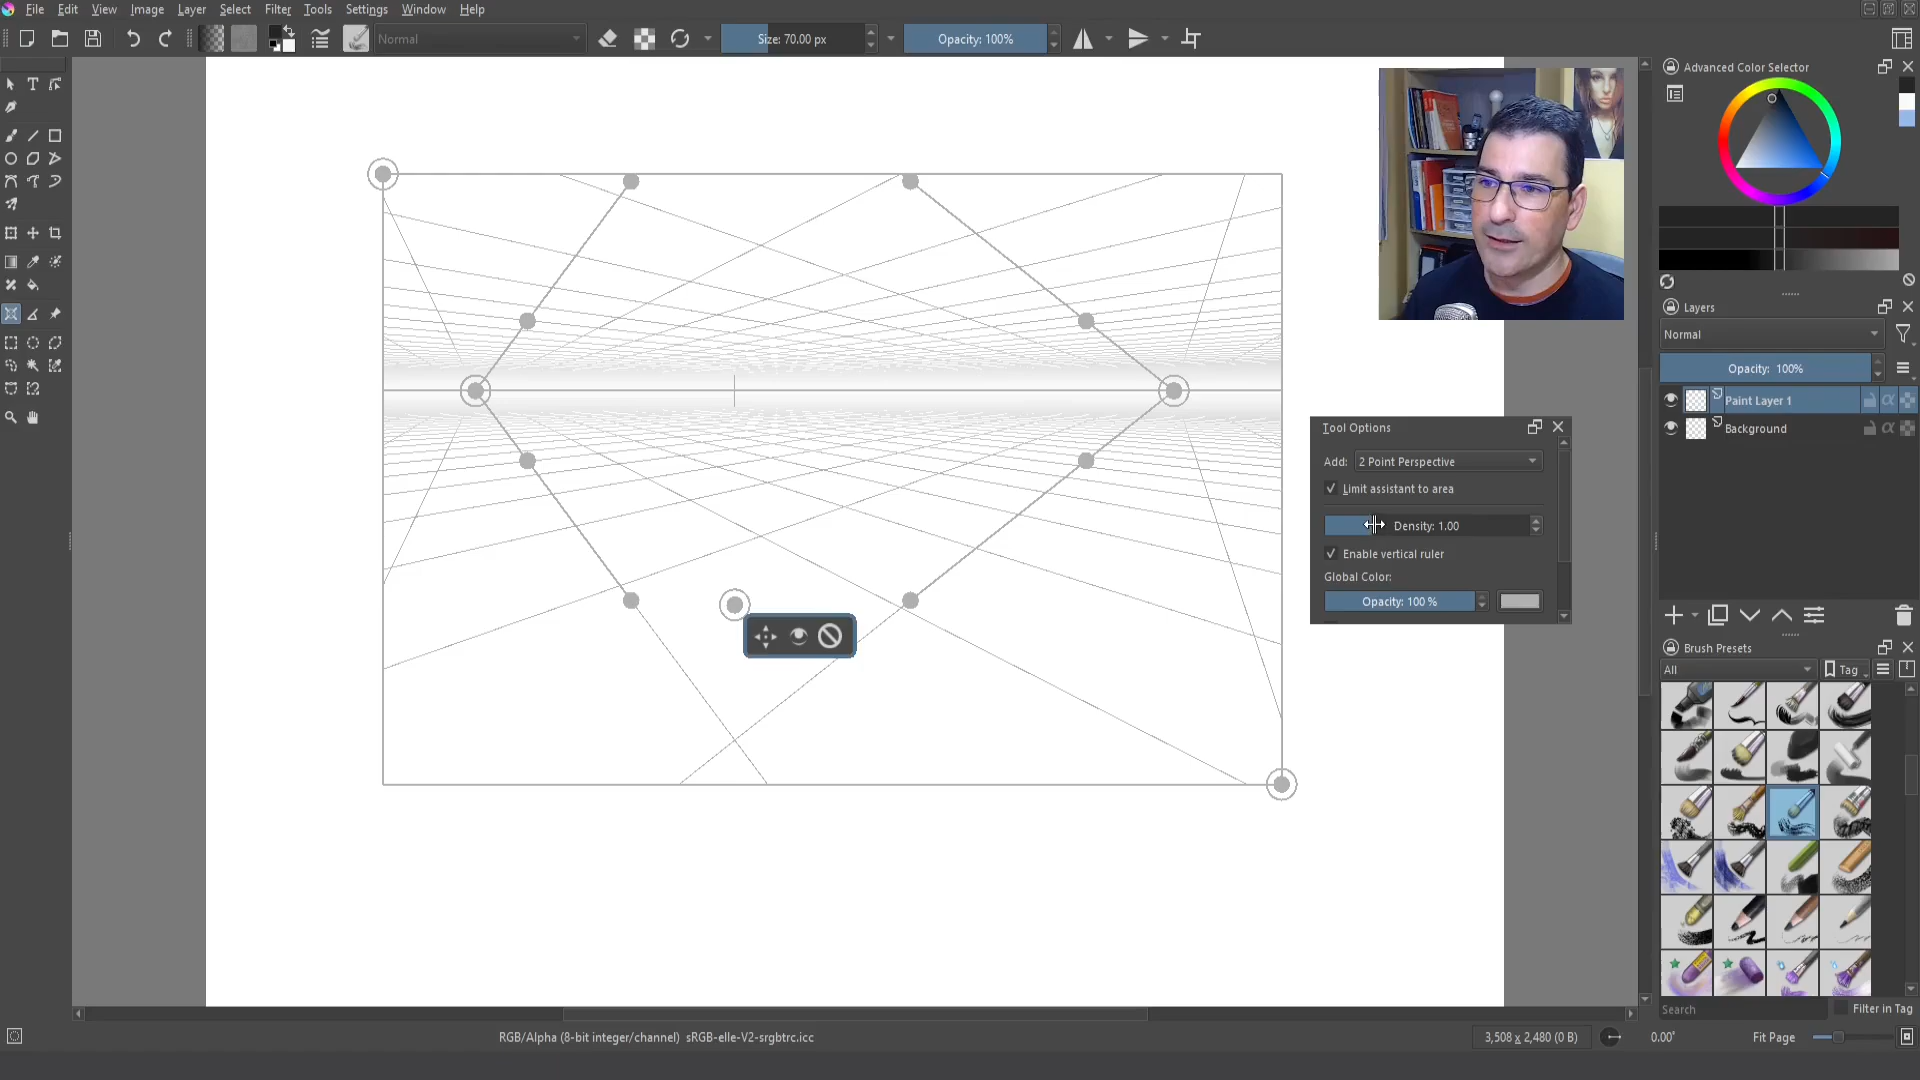 File Edit View Image Layer Select Filter Tools Settings Window Help
Normal
Size: 70.00 px
Opacity: 100%
Advanced Color Selector
Layers
Normal
Opacity: 100%
Paint Layer 1
Background
Tool Options
Add: 2 Point Perspective
Limit assistant to area
Density: 1.00
Enable vertical ruler
Global Color:
Opacity: 100 %
Brush Presets
All
Tag
Search
Filter in Tag
RGB/Alpha (8-bit integer/channel) sRGB-elle-V2-srgbtrc.icc
3,508 x 2,480 (0 B)
0.00°
Fit Page